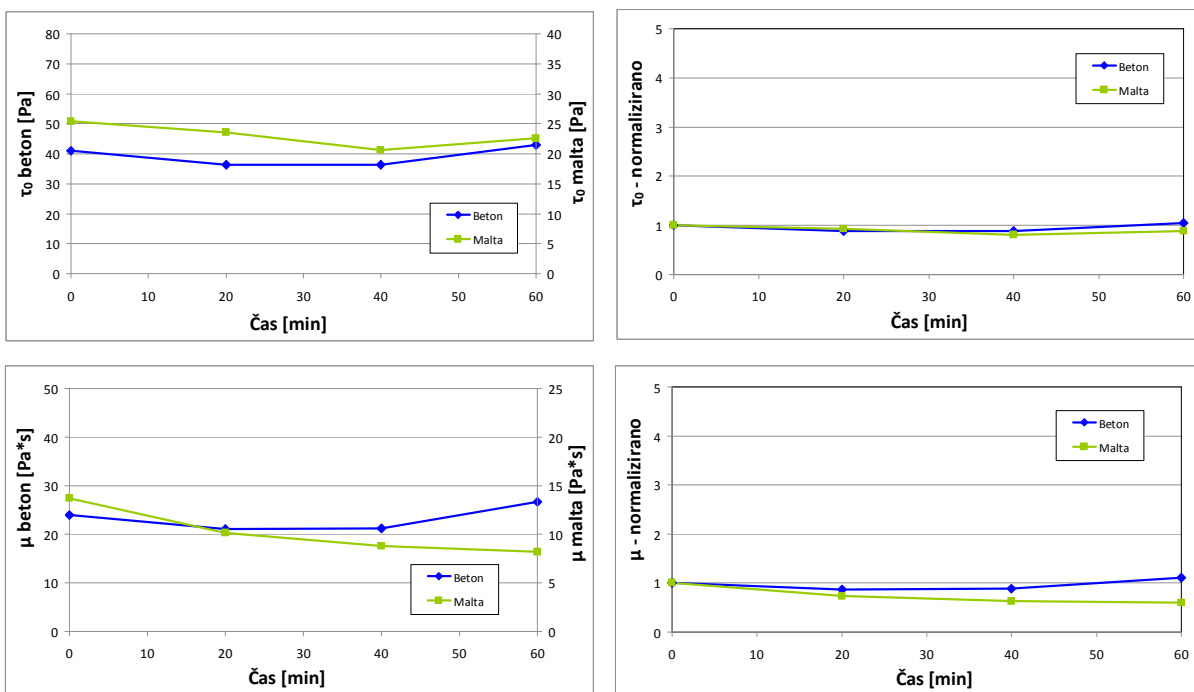 80
70
60
50
40
30
20
10
0
τ₀ beton [Pa]
40
35
30
25
20
15
10
5
0
τ₀ malta [Pa]
Beton
Malta
0 10 20 30 40 50 60
Čas [min]
5
4
3
2
1
0
τ₀ - normalizirano
Beton
Malta
0 10 20 30 40 50 60
Čas [min]
50
40
30
20
10
0
µ beton [Pa*s]
25
20
15
10
5
0
µ malta [Pa*s]
Beton
Malta
0 10 20 30 40 50 60
Čas [min]
5
4
3
2
1
0
µ - normalizirano
Beton
Malta
0 10 20 30 40 50 60
Čas [min]